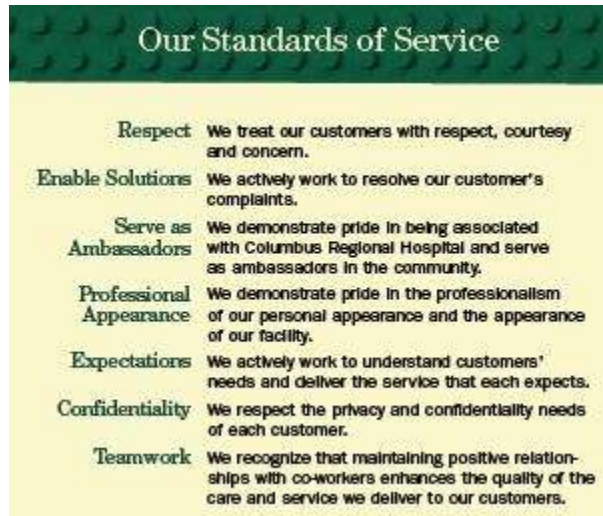 Our Standards of Service
Respect We treat our customers with respect, courtesy
and concern.
Enable Solutions We actively work to resolve our customer's
complaints.
Serve as We demonstrate pride in being associated
Ambassadors with Columbus Regional Hospital and serve
as ambassadors in the community.
Professional We demonstrate pride in the professionalism
Appearance of our personal appearance and the appearance
of our facility.
Expectations We actively work to understand customers'
needs and deliver the service that each expects.
Confidentiality We respect the privacy and confidentiality needs
of each customer.
Teamwork We recognize that maintaining positive relation-
ships with co-workers enhances the quality of the
care and service we deliver to our customers.